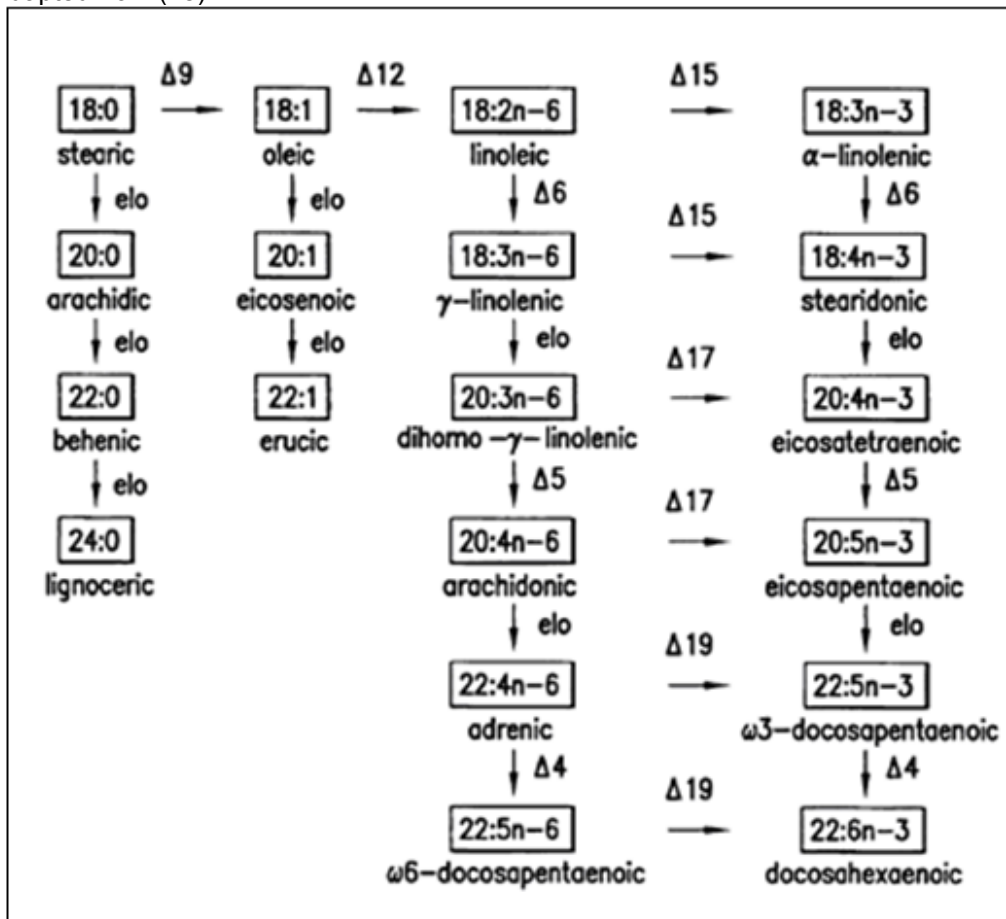 Δ9 Δ12 Δ15
18:0 18:1 18:2n-6 18:3n-3
stearic oleic linoleic α-linolenic
elo elo Δ6 Δ15 Δ6
20:0 20:1 18:3n-6 18:4n-3
arachidic eicosenoic γ-linolenic stearidonic
elo elo elo Δ17 elo
22:0 22:1 20:3n-6 20:4n-3
behenic erucic dihomo -γ- linolenic eicosatetraenoic
elo Δ5 Δ17 Δ5
24:0 20:4n-6 20:5n-3
lignoceric arachidonic eicosapentaenoic
elo Δ19 elo
22:4n-6 22:5n-3
adrenic ω3-docosapentaenoic
Δ4 Δ19 Δ4
22:5n-6 22:6n-3
ω6-docosapentaenoic docosahexaenoic